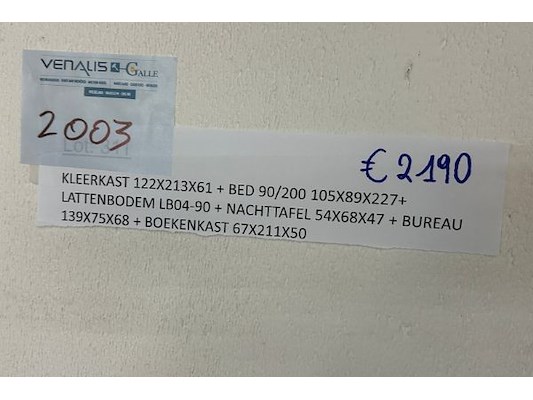 VENALIS GALLE
2003
€ 2190
KLEERKAST 122X213X61 + BED 90/200 105X89X227+
LATTENBODEM LB04-90 + NACHTTAFEL 54X68X47 + BUREAU
139X75X68 + BOEKENKAST 67X211X50